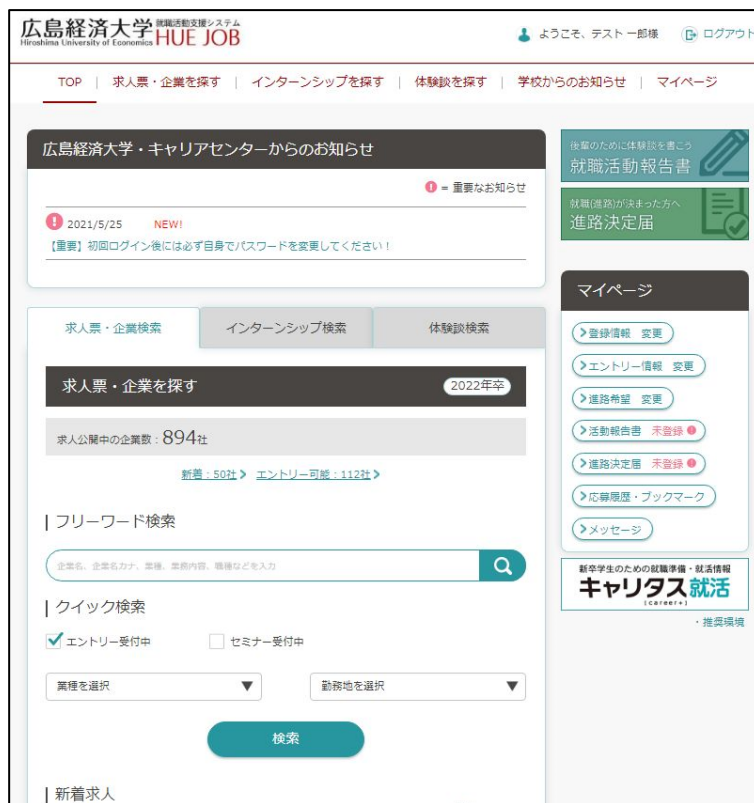 広島経済大学 就職活動支援システム HUE JOB
Hiroshima University of Economics
ようこそ、テスト 一郎様 ログアウト
TOP | 求人票・企業を探す | インターンシップを探す | 体験談を探す | 学校からのお知らせ | マイページ
広島経済大学・キャリアセンターからのお知らせ
! = 重要なお知らせ
! 2021/5/25 NEW!
【重要】初回ログイン後には必ず自身でパスワードを変更してください！
求人票・企業検索 インターンシップ検索 体験談検索
求人票・企業を探す 2022年卒
求人公開中の企業数：894社
新着：50社 エントリー可能：112社
フリーワード検索
企業名、企業名カナ、業種、業務内容、職種などを入力
クイック検索
エントリー受付中 セミナー受付中
業種を選択 ▼ 勤務地を選択 ▼
検索
新着求人
後輩のために体験談を書こう
就職活動報告書
就職(進路)が決まった方へ
進路決定届
マイページ
登録情報 変更
エントリー情報 変更
進路希望 変更
活動報告書 未登録 !
進路決定届 未登録 !
応募履歴・ブックマーク
メッセージ
新卒学生のための就職準備・就活情報
キャリタス就活
[career+]
・推奨環境